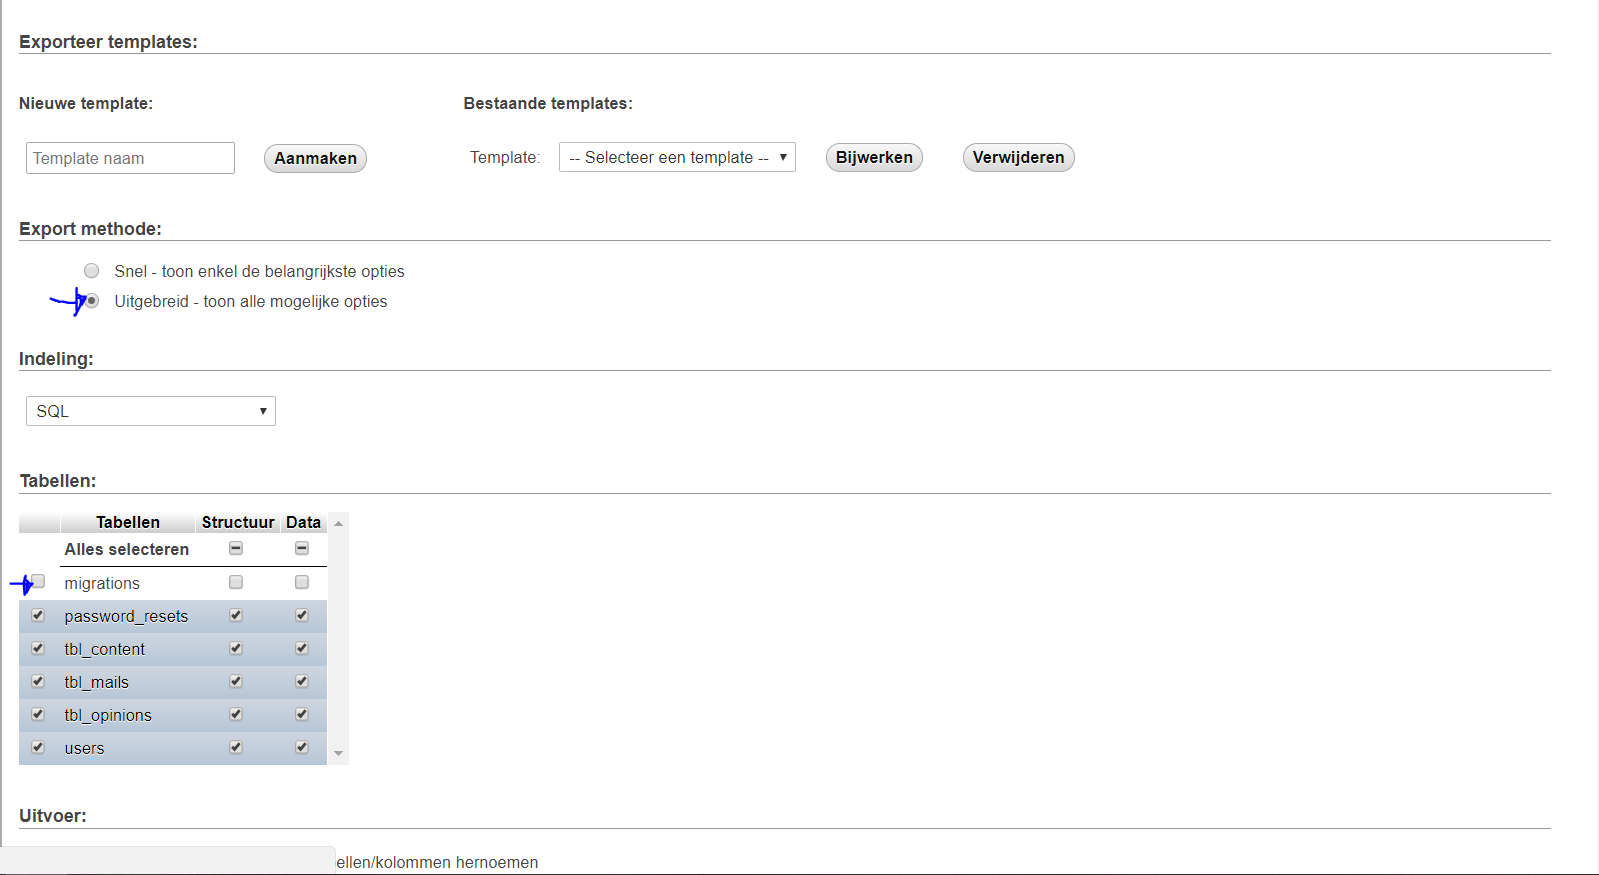 Exporteer templates:
Nieuwe template:
Bestaande templates:
Template naam
Aanmaken
Template:
-- Selecteer een template --
Bijwerken
Verwijderen
Export methode:
Snel - toon enkel de belangrijkste opties
Uitgebreid - toon alle mogelijke opties
Indeling:
SQL
Tabellen:
Tabellen Structuur Data
Alles selecteren
migrations
password_resets
tbl_content
tbl_mails
tbl_opinions
users
Uitvoer:
ellen/kolommen hernoemen